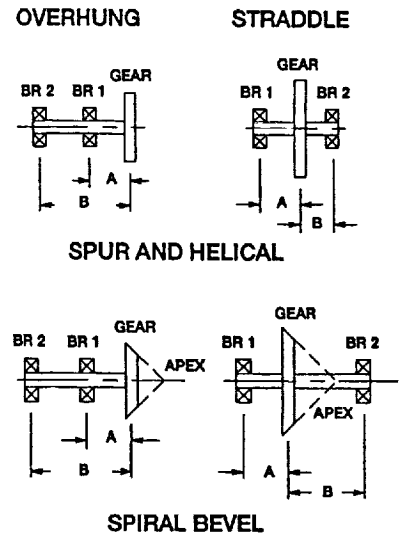 OVERHUNG STRADDLE
GEAR
BR 2 BR 1
A
B
GEAR
BR 1 BR 2
A
B
SPUR AND HELICAL
GEAR
BR 2 BR 1
APEX
A
B
GEAR
BR 1 BR 2
APEX
A
B
SPIRAL BEVEL